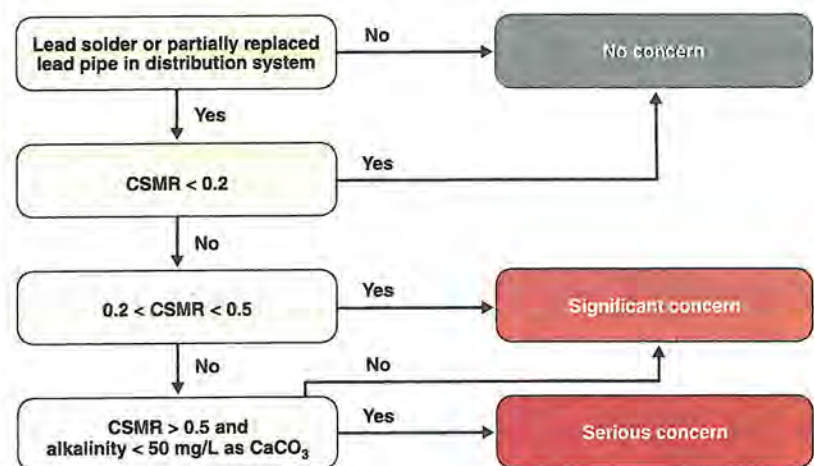 Lead solder or partially replaced
lead pipe in distribution system
No
No concern
Yes
CSMR < 0.2
Yes
No
0.2 < CSMR < 0.5
Yes
Significant concern
No
No
CSMR > 0.5 and
alkalinity < 50 mg/L as CaCO₃
Yes
Serious concern